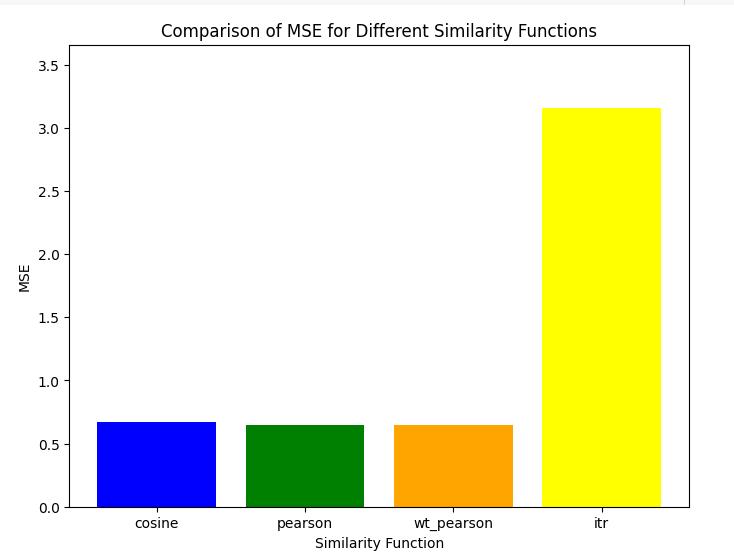 Comparison of MSE for Different Similarity Functions
3.5
3.0
2.5
2.0
1.5
1.0
0.5
0.0
MSE
cosine pearson wt_pearson itr
Similarity Function